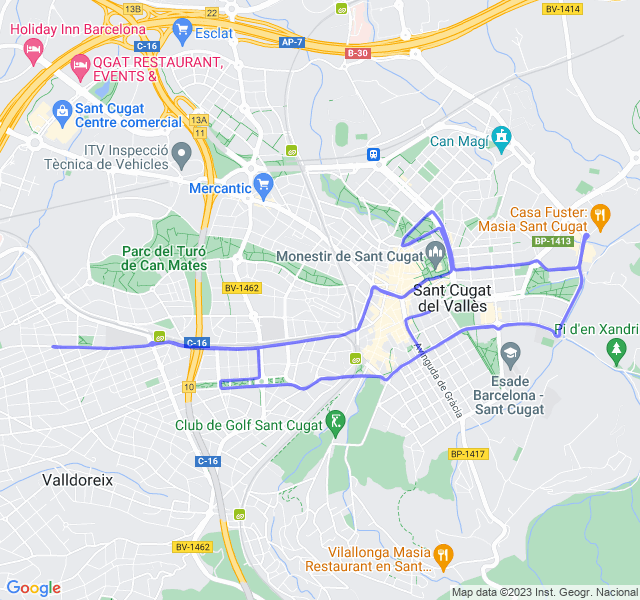 13B
22
BV-1414
Holiday Inn Barcelona
Esclat
C-16
AP-7
B-30
QGAT RESTAURANT,
EVENTS &
Sant Cugat
Centre comercial
13A
11
Can Magí
ITV Inspecció
Tècnica de Vehicles
Mercantic
Casa Fuster:
Masia Sant Cugat
BP-1413
Parc del Turó
de Can Mates
Monestir de Sant Cugat
BV-1462
Sant Cugat
del Vallès
C-16
Pi d'en Xandri
Avinguda de Gràcia
Esade
Barcelona -
Sant Cugat
10
Club de Golf Sant Cugat
BP-1417
C-16
Valldoreix
BV-1462
Vilallonga Masia
Restaurant en Sant...
Google
Map data ©2023 Inst. Geogr. Nacional